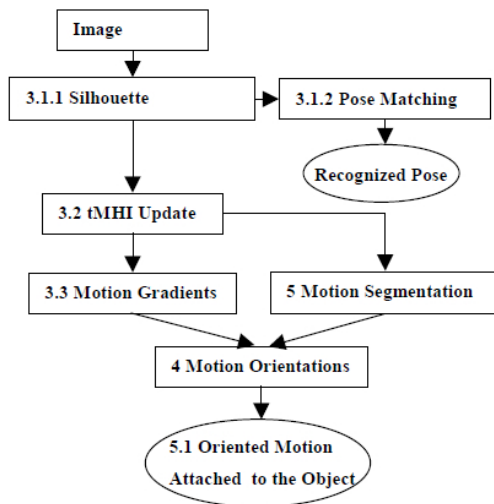 Image
3.1.1 Silhouette
3.1.2 Pose Matching
Recognized Pose
3.2 tMHI Update
3.3 Motion Gradients
5 Motion Segmentation
4 Motion Orientations
5.1 Oriented Motion
Attached to the Object